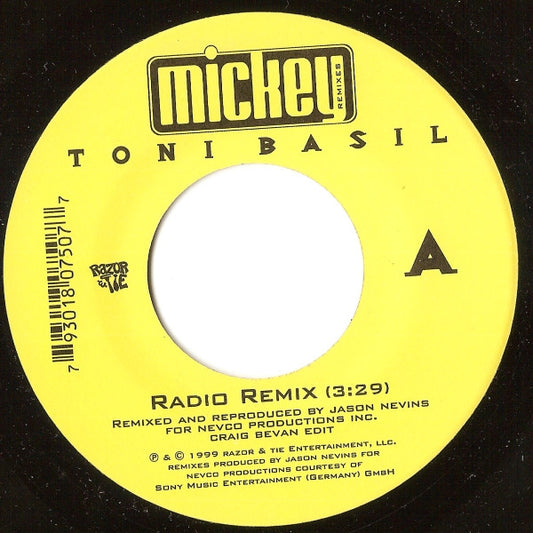 mickey
REMIXES
TONI BASIL
7 93018 07507 7
RAZOR
& TIE
A
RADIO REMIX (3:29)
REMIXED AND REPRODUCED BY JASON NEVINS
FOR NEVCO PRODUCTIONS INC.
CRAIG BEVAN EDIT
℗ & © 1999 RAZOR & TIE ENTERTAINMENT, LLC.
REMIXES PRODUCED BY JASON NEVINS FOR
NEVCO PRODUCTIONS COURTESY OF
SONY MUSIC ENTERTAINMENT (GERMANY) GMBH